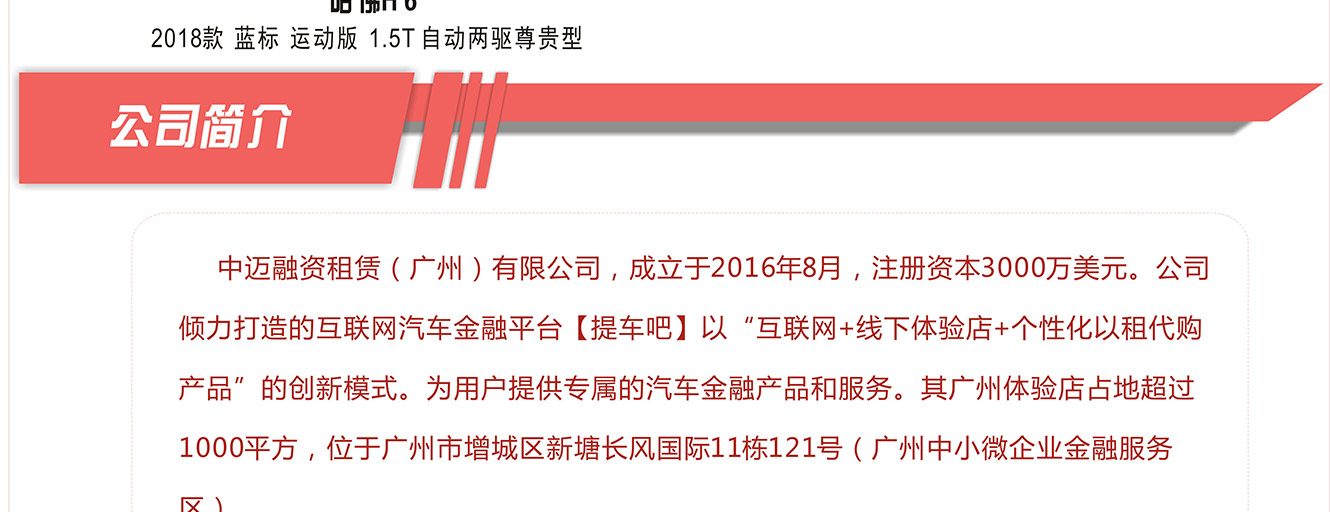 哈佛H6
2018款 蓝标 运动版 1.5T 自动两驱尊贵型
公司简介
中迈融资租赁（广州）有限公司，成立于2016年8月，注册资本3000万美元。公司
倾力打造的互联网汽车金融平台【提车吧】以“互联网+线下体验店+个性化以租代购
产品”的创新模式。为用户提供专属的汽车金融产品和服务。其广州体验店占地超过
1000平方，位于广州市增城区新塘长风国际11栋121号（广州中小微企业金融服务
区）